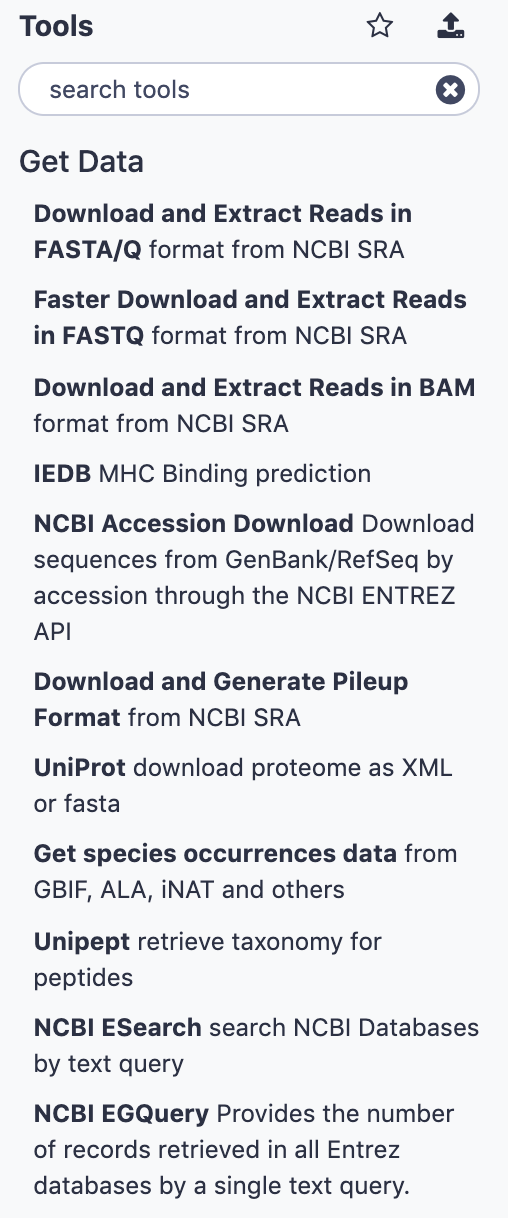 Tools
search tools
Get Data
Download and Extract Reads in
FASTA/Q format from NCBI SRA
Faster Download and Extract Reads
in FASTQ format from NCBI SRA
Download and Extract Reads in BAM
format from NCBI SRA
IEDB MHC Binding prediction
NCBI Accession Download Download
sequences from GenBank/RefSeq by
accession through the NCBI ENTREZ
API
Download and Generate Pileup
Format from NCBI SRA
UniProt download proteome as XML
or fasta
Get species occurrences data from
GBIF, ALA, iNAT and others
Unipept retrieve taxonomy for
peptides
NCBI ESearch search NCBI Databases
by text query
NCBI EGQuery Provides the number
of records retrieved in all Entrez
databases by a single text query.